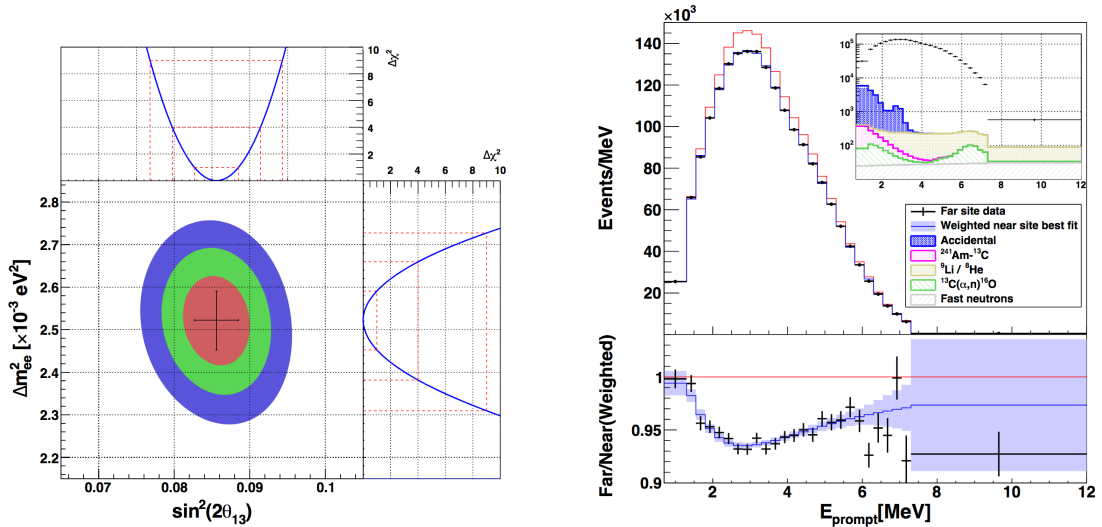 10
8
6
4
2
Δχ²
Δχ²
0 2 4 6 8 10
2.8
2.7
2.6
2.5
2.4
2.3
2.2
Δm²ee [×10⁻³ eV²]
0.07 0.08 0.09 0.1
sin²(2θ₁₃)
×10³
140
120
100
80
60
40
20
0
Events/MeV
10⁵
10⁴
10³
10²
2 4 6 8 10 12
Far site data
Weighted near site best fit
Accidental
²⁴¹Am-¹³C
⁹Li / ⁸He
¹³C(α,n)¹⁶O
Fast neutrons
1
0.95
0.9
Far/Near(Weighted)
2 4 6 8 10 12
Eprompt[MeV]